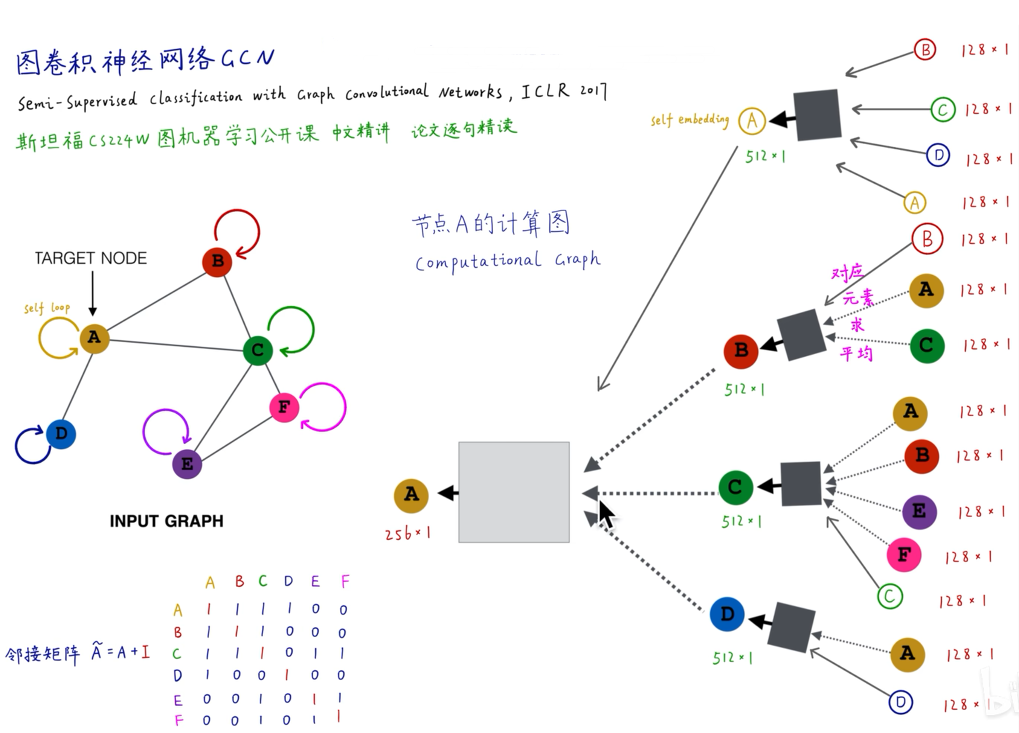 图卷积神经网络GCN
Semi-Supervised Classification with Graph Convolutional Networks, ICLR 2017
斯坦福CS224W图机器学习公开课 中文精讲 论文逐句精读
TARGET NODE
self loop
A
B
C
D
E
F
INPUT GRAPH
邻接矩阵 Ã=A+I
A B C D E F
A 1 1 1 1 0 0
B 1 1 1 0 0 0
C 1 1 1 0 1 1
D 1 0 0 1 0 0
E 0 0 1 0 1 1
F 0 0 1 0 1 1
节点A的计算图
Computational Graph
A
256×1
self embedding A
512×1
B 128×1
C 128×1
D 128×1
A 128×1
B
512×1
B 128×1
A 128×1
C 128×1
对应
元素
求
平均
C
512×1
A 128×1
B 128×1
E 128×1
F 128×1
C 128×1
D
512×1
A 128×1
D 128×1